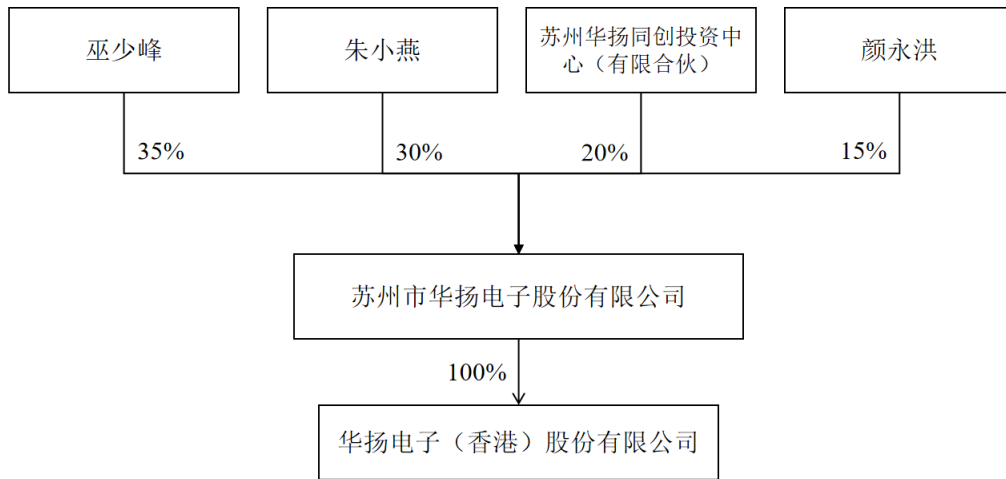 巫少峰
朱小燕
苏州华扬同创投资中
心（有限合伙）
颜永洪
35%
30%
20%
15%
苏州市华扬电子股份有限公司
100%
华扬电子（香港）股份有限公司